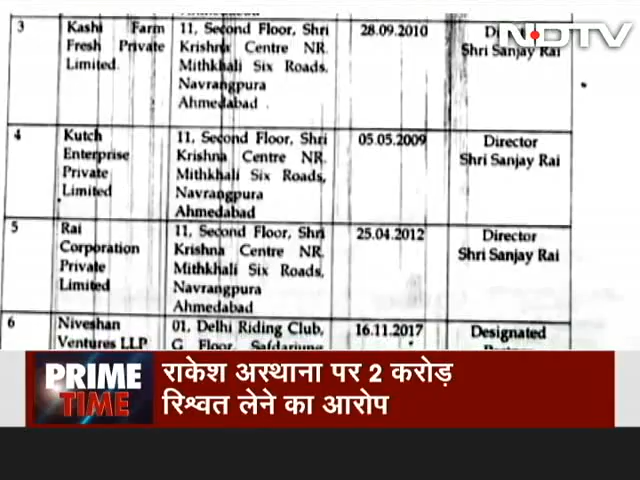 NDTV
3 Kashi Farm 11, Second Floor, Shri 28.09.2010
Fresh Private Krishna Centre NR. Shri Sanjay Rai
Limited. Mithkhali Six Roads,
Navrangpura
Ahmedabad
4 Kutch 11, Second Floor, Shri 05.05.2009 Director
Enterprise Krishna Centre NR. Shri Sanjay Rai
Private Mithkhali Six Roads,
Limited Navrangpura
Ahmedabad
5 Rai 11, Second Floor, Shri 25.04.2012 Director
Corporation Krishna Centre NR. Shri Sanjay Rai
Private Mithkhali Six Roads,
Limited Navrangpura
Ahmedabad
6 Niveshan 01, Delhi Riding Club, 16.11.2017 Designated
Ventures LLP G Floor, Safdarjung
PRIME
TIME
राकेश अस्थाना पर 2 करोड़
रिश्वत लेने का आरोप